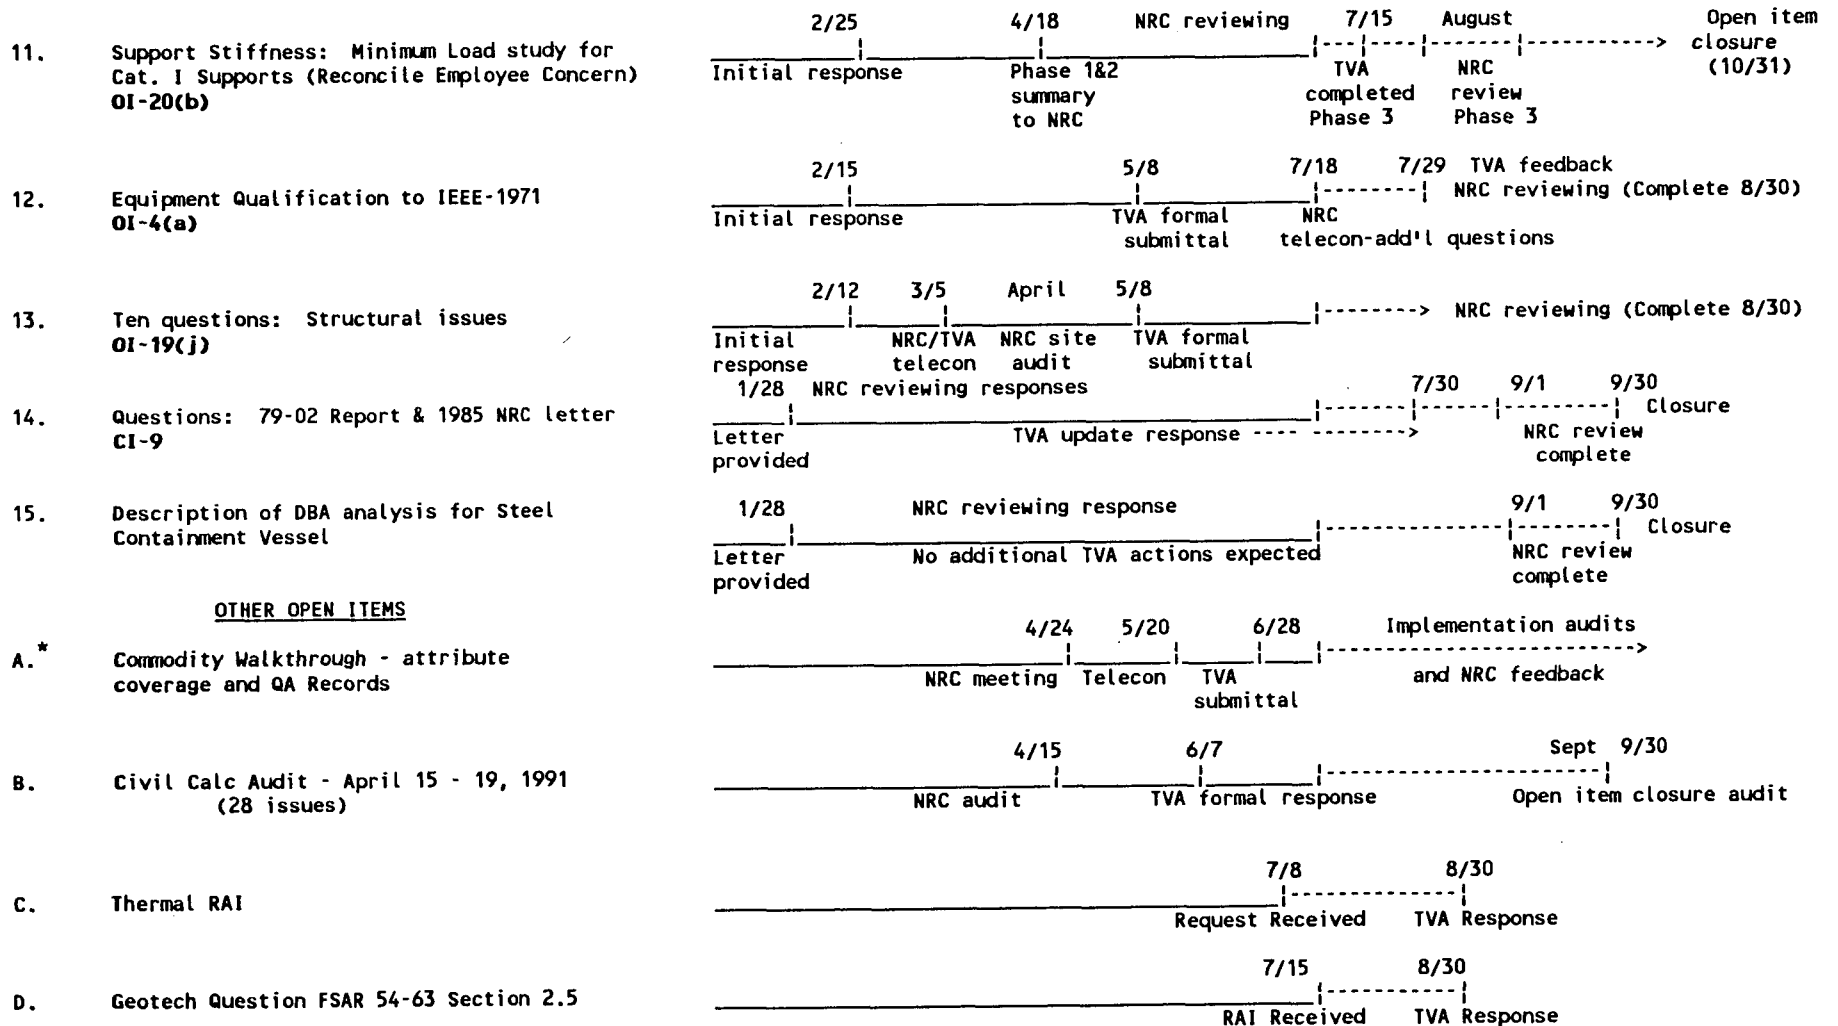 2/25 4/18 NRC reviewing 7/15 August Open item
11. Support Stiffness: Minimum Load study for closure
Cat. I Supports (Reconcile Employee Concern) Initial response Phase 1&2 TVA NRC (10/31)
OI-20(b) summary completed review
to NRC Phase 3 Phase 3
2/15 5/8 7/18 7/29 TVA feedback
12. Equipment Qualification to IEEE-1971 NRC reviewing (Complete 8/30)
OI-4(a) Initial response TVA formal NRC
submittal telecon-add'l questions
2/12 3/5 April 5/8
13. Ten questions: Structural issues NRC reviewing (Complete 8/30)
OI-19(j) Initial NRC/TVA NRC site TVA formal
response telecon audit submittal
1/28 NRC reviewing responses 7/30 9/1 9/30
14. Questions: 79-02 Report & 1985 NRC letter Closure
CI-9 Letter TVA update response NRC review
provided complete
15. Description of DBA analysis for Steel 1/28 NRC reviewing response 9/1 9/30
Containment Vessel Closure
Letter No additional TVA actions expected NRC review
provided complete
OTHER OPEN ITEMS
4/24 5/20 6/28 Implementation audits
A.* Commodity Walkthrough - attribute
coverage and QA Records NRC meeting Telecon TVA and NRC feedback
submittal
4/15 6/7 Sept 9/30
B. Civil Calc Audit - April 15 - 19, 1991
(28 issues) NRC audit TVA formal response Open item closure audit
7/8 8/30
C. Thermal RAI
Request Received TVA Response
7/15 8/30
D. Geotech Question FSAR 54-63 Section 2.5
RAI Received TVA Response